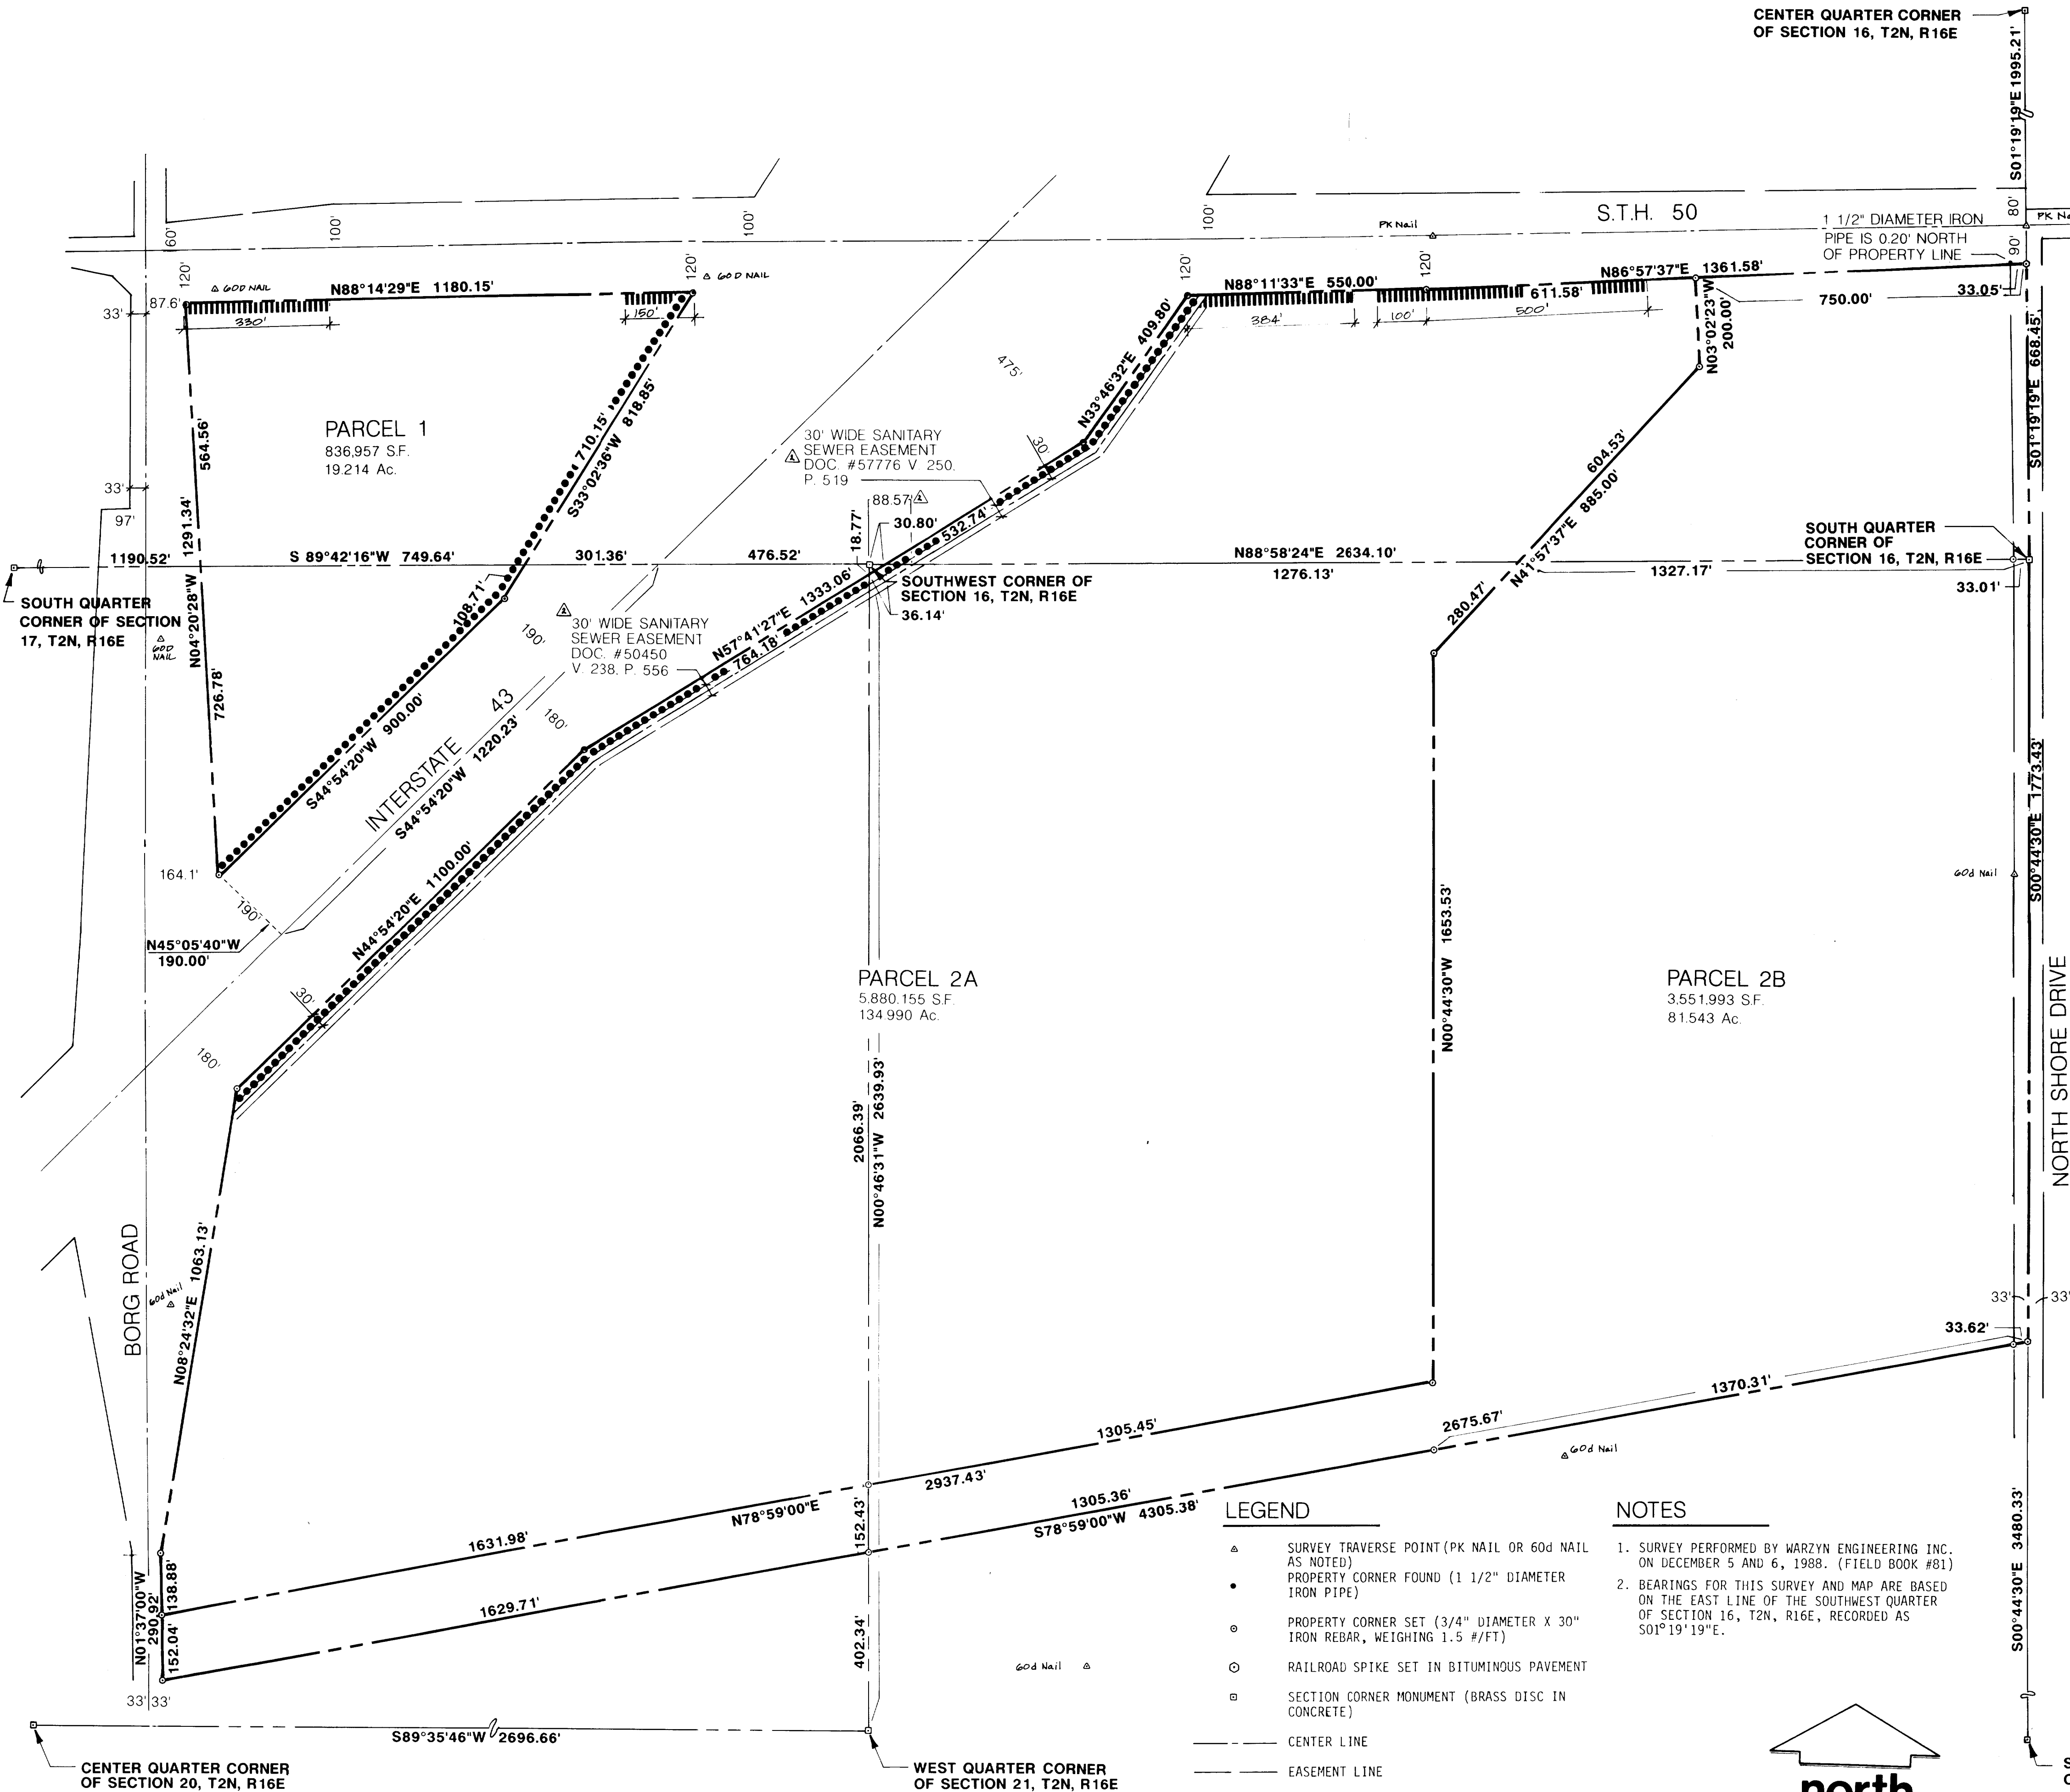 CENTER QUARTER CORNER
OF SECTION 16, T2N, R16E
S01°19'19"E 1995.21'
S.T.H. 50
PK Nail
1 1/2" DIAMETER IRON
PIPE IS 0.20' NORTH
OF PROPERTY LINE
80'
90'
60'
100'
100'
100'
120'
120'
120'
120'
△ 60D NAIL
△ 60D NAIL
87.6'
33'
N88°14'29"E 1180.15'
330'
150'
N88°11'33"E 550.00'
384'
100'
611.58'
500'
N86°57'37"E 1361.58'
750.00'
33.05'
N03°02'23"W
200.00'
S01°19'19"E 668.45'
475'
N33°46'32"E 409.80'
564.56'
PARCEL 1
836,957 S.F.
19.214 Ac.
710.15'
S33°02'36"W 818.85'
30' WIDE SANITARY
SEWER EASEMENT
DOC. #57776 V 250.
P. 519
30'
88.57'
18.77'
30.80'
532.74'
604.53'
N41°57'37"E 885.00'
280.47'
33'
97'
N04°20'28"W 1291.34'
726.78'
1190.52'
S 89°42'16"W 749.64'
301.36'
476.52'
N88°58'24"E 2634.10'
1276.13'
1327.17'
SOUTH QUARTER
CORNER OF
SECTION 16, T2N, R16E
33.01'
SOUTH QUARTER
CORNER OF SECTION
17, T2N, R16E
60D
NAIL
108.71'
190'
SOUTHWEST CORNER OF
SECTION 16, T2N, R16E
36.14'
30' WIDE SANITARY
SEWER EASEMENT
DOC. #50450
V. 238. P. 556
N57°41'27"E 1333.06'
764.18'
S44°54'20"W 900.00'
INTERSTATE 43
S44°54'20"W 1220.23'
180'
164.1'
190'
N45°05'40"W
190.00'
N44°54'20"E 1100.00'
30'
180'
PARCEL 2A
5.880.155 S.F.
134.990 Ac.
N00°44'30"W 1653.53'
PARCEL 2B
3,551.993 S.F.
81.543 Ac.
60d Nail
S00°44'30"E 1773.43'
NORTH SHORE DRIVE
2066.39'
N00°46'31"W 2639.93'
BORG ROAD
60d Nail
N08°24'32"E 1063.13'
33'
33'
33.62'
1370.31'
2675.67'
60d Nail
1305.45'
2937.43'
N78°59'00"E
1631.98'
1305.36'
S78°59'00"W 4305.38'
1629.71'
152.43'
402.34'
N01°37'00"W
290.92'
138.88'
152.04'
33' 33'
60d Nail
S00°44'30"E 3480.33'
S89°35'46"W 2696.66'
CENTER QUARTER CORNER
OF SECTION 20, T2N, R16E
WEST QUARTER CORNER
OF SECTION 21, T2N, R16E
LEGEND
SURVEY TRAVERSE POINT (PK NAIL OR 60d NAIL
AS NOTED)
PROPERTY CORNER FOUND (1 1/2" DIAMETER
IRON PIPE)
PROPERTY CORNER SET (3/4" DIAMETER X 30"
IRON REBAR, WEIGHING 1.5 #/FT)
RAILROAD SPIKE SET IN BITUMINOUS PAVEMENT
SECTION CORNER MONUMENT (BRASS DISC IN
CONCRETE)
CENTER LINE
EASEMENT LINE
NOTES
1. SURVEY PERFORMED BY WARZYN ENGINEERING INC.
ON DECEMBER 5 AND 6, 1988. (FIELD BOOK #81)
2. BEARINGS FOR THIS SURVEY AND MAP ARE BASED
ON THE EAST LINE OF THE SOUTHWEST QUARTER
OF SECTION 16, T2N, R16E, RECORDED AS
S01°19'19"E.
north